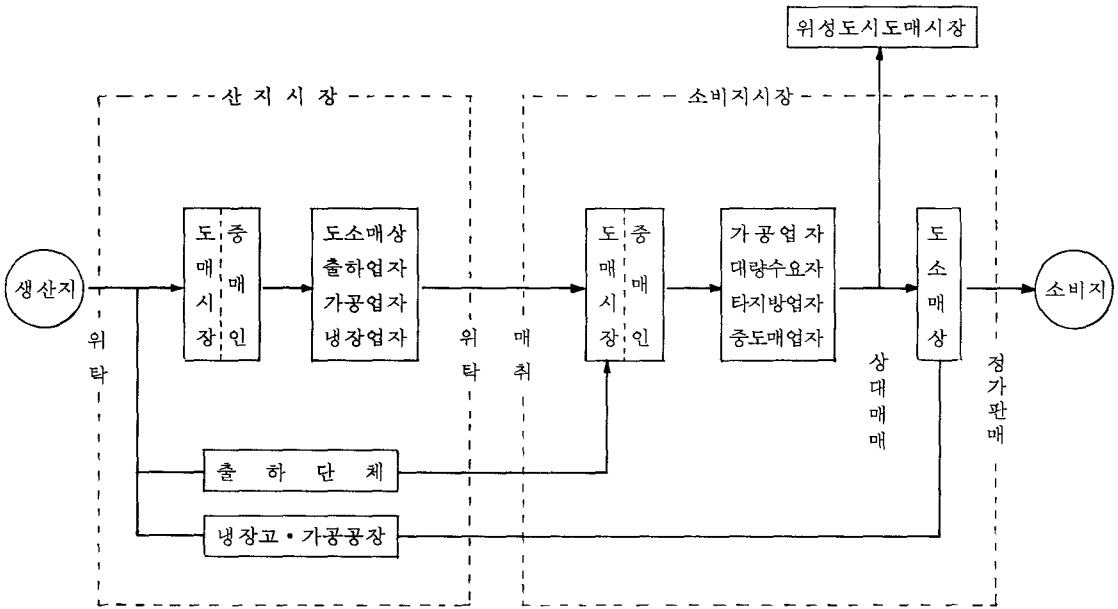 위성도시도매시장
산지시장
소비지시장
생산지
위탁
도매시장
중매인
도소매상
출하업자
가공업자
냉장업자
위탁
매취
도매시장
중매인
가공업자
대량수요자
타지방업자
중도매업자
상대매매
도소매상
정가판매
소비지
출하단체
냉장고·가공공장